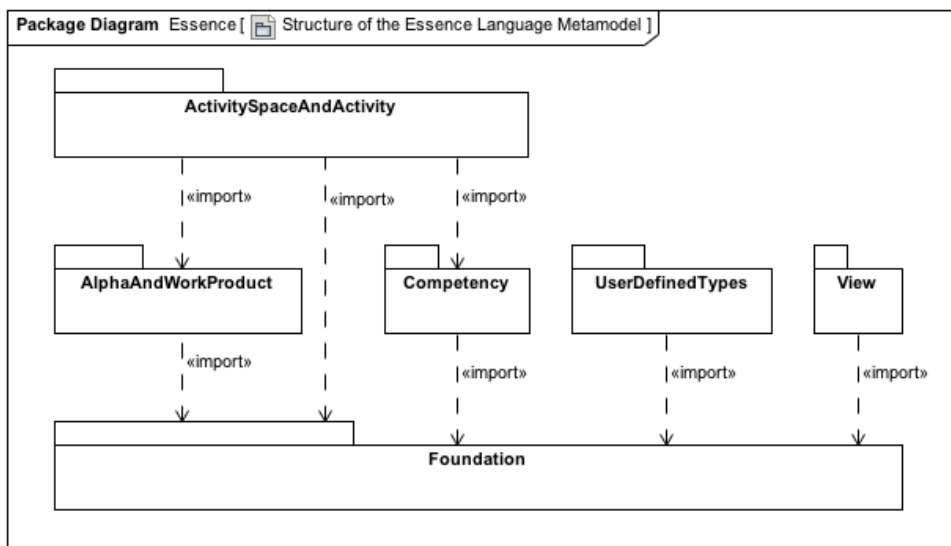 Package Diagram Essence [ Structure of the Essence Language Metamodel ]
ActivitySpaceAndActivity
«import» «import» «import»
AlphaAndWorkProduct Competency UserDefinedTypes View
«import» «import» «import» «import»
Foundation